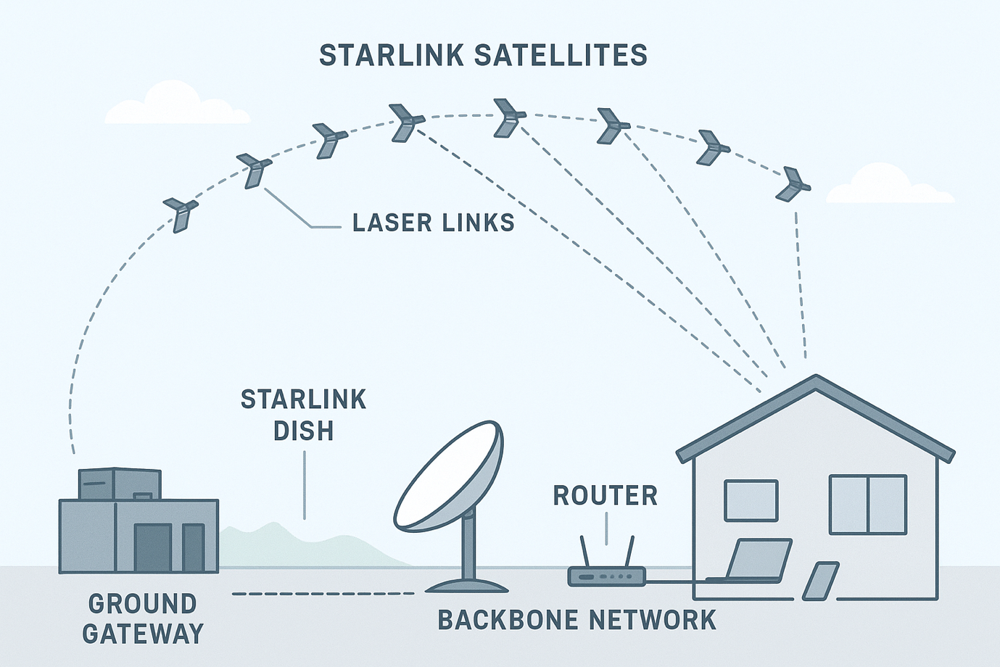 STARLINK SATELLITES
LASER LINKS
STARLINK
DISH
ROUTER
GROUND
GATEWAY
BACKBONE NETWORK